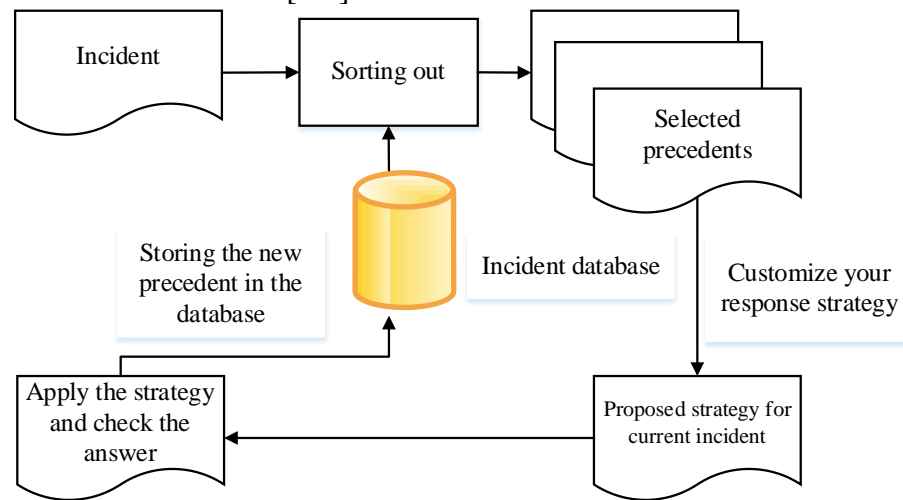 Incident
Sorting out
Selected
precedents
Storing the new
precedent in the
database
Incident database
Customize your
response strategy
Apply the strategy
and check the
answer
Proposed strategy for
current incident